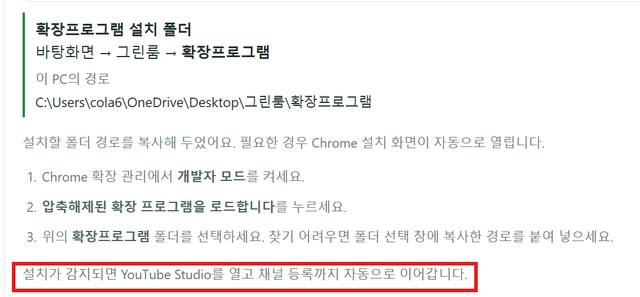 확장프로그램 설치 폴더
바탕화면 → 그린룸 → 확장프로그램
이 PC의 경로
C:\Users\cola6\OneDrive\Desktop\그린룸\확장프로그램
설치할 폴더 경로를 복사해 두었어요. 필요한 경우 Chrome 설치 화면이 자동으로 열립니다.
1. Chrome 확장 관리에서 개발자 모드를 켜세요.
2. 압축해제된 확장 프로그램을 로드합니다를 누르세요.
3. 위의 확장프로그램 폴더를 선택하세요. 찾기 어려우면 폴더 선택 창에 복사한 경로를 붙여 넣으세요.
설치가 감지되면 YouTube Studio를 열고 채널 등록까지 자동으로 이어갑니다.